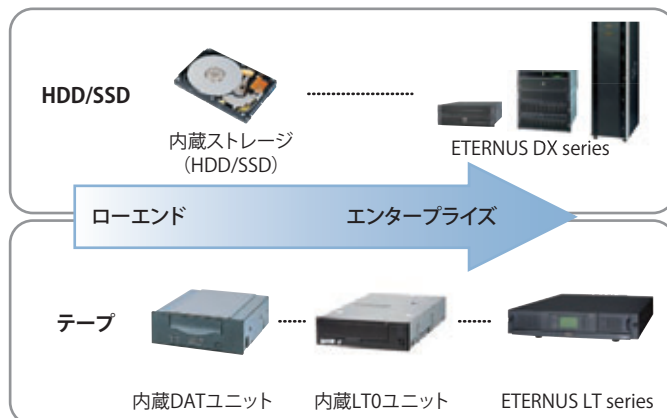 HDD/SSD
内蔵ストレージ
（HDD/SSD）
ETERNUS DX series
ローエンド
エンタープライズ
テープ
内蔵DATユニット
内蔵LT0ユニット
ETERNUS LT series